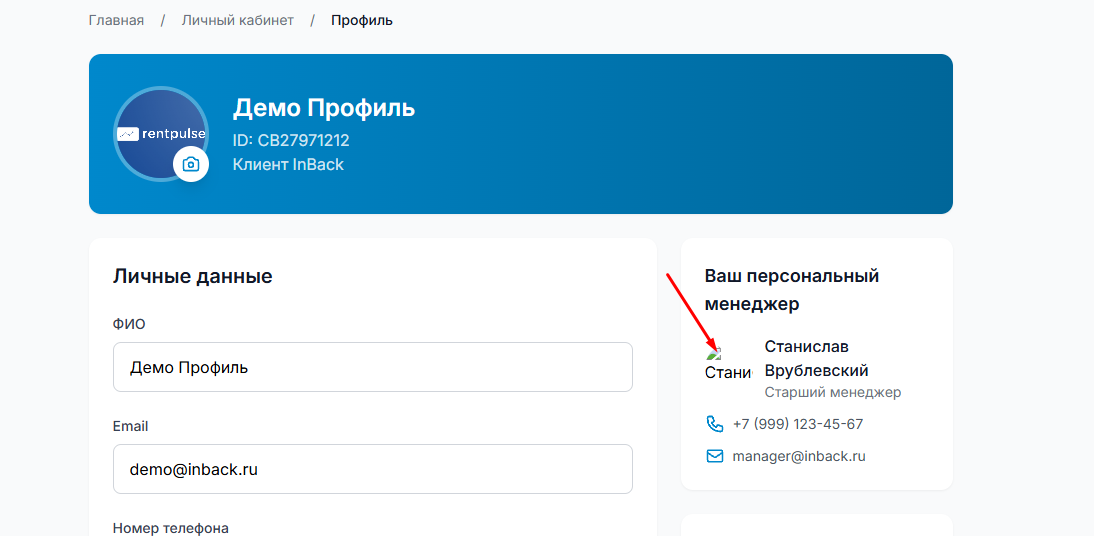 Главная / Личный кабинет / Профиль
rentpulse
Демо Профиль
ID: CB27971212
Клиент InBack
Личные данные
ФИО
Демо Профиль
Email
demo@inback.ru
Номер телефона
Ваш персональный
менеджер
Стани
Станислав
Врублевский
Старший менеджер
+7 (999) 123-45-67
manager@inback.ru